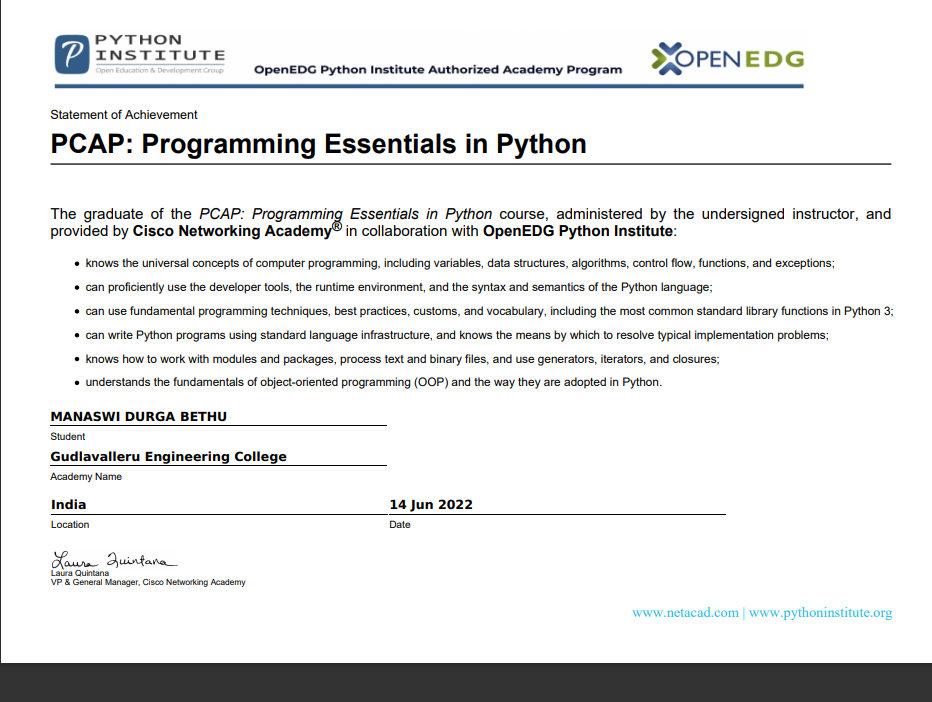 PYTHON
INSTITUTE
Open Education & Development Group
OpenEDG Python Institute Authorized Academy Program
OPENEDG
Statement of Achievement
PCAP: Programming Essentials in Python
The graduate of the PCAP: Programming Essentials in Python course, administered by the undersigned instructor, and
provided by Cisco Networking Academy® in collaboration with OpenEDG Python Institute:
• knows the universal concepts of computer programming, including variables, data structures, algorithms, control flow, functions, and exceptions;
• can proficiently use the developer tools, the runtime environment, and the syntax and semantics of the Python language;
• can use fundamental programming techniques, best practices, customs, and vocabulary, including the most common standard library functions in Python 3;
• can write Python programs using standard language infrastructure, and knows the means by which to resolve typical implementation problems;
• knows how to work with modules and packages, process text and binary files, and use generators, iterators, and closures;
• understands the fundamentals of object-oriented programming (OOP) and the way they are adopted in Python.
MANASWI DURGA BETHU
Student
Gudlavalleru Engineering College
Academy Name
India 14 Jun 2022
Location Date
Laura Quintana
Laura Quintana
VP & General Manager, Cisco Networking Academy
www.netacad.com | www.pythoninstitute.org